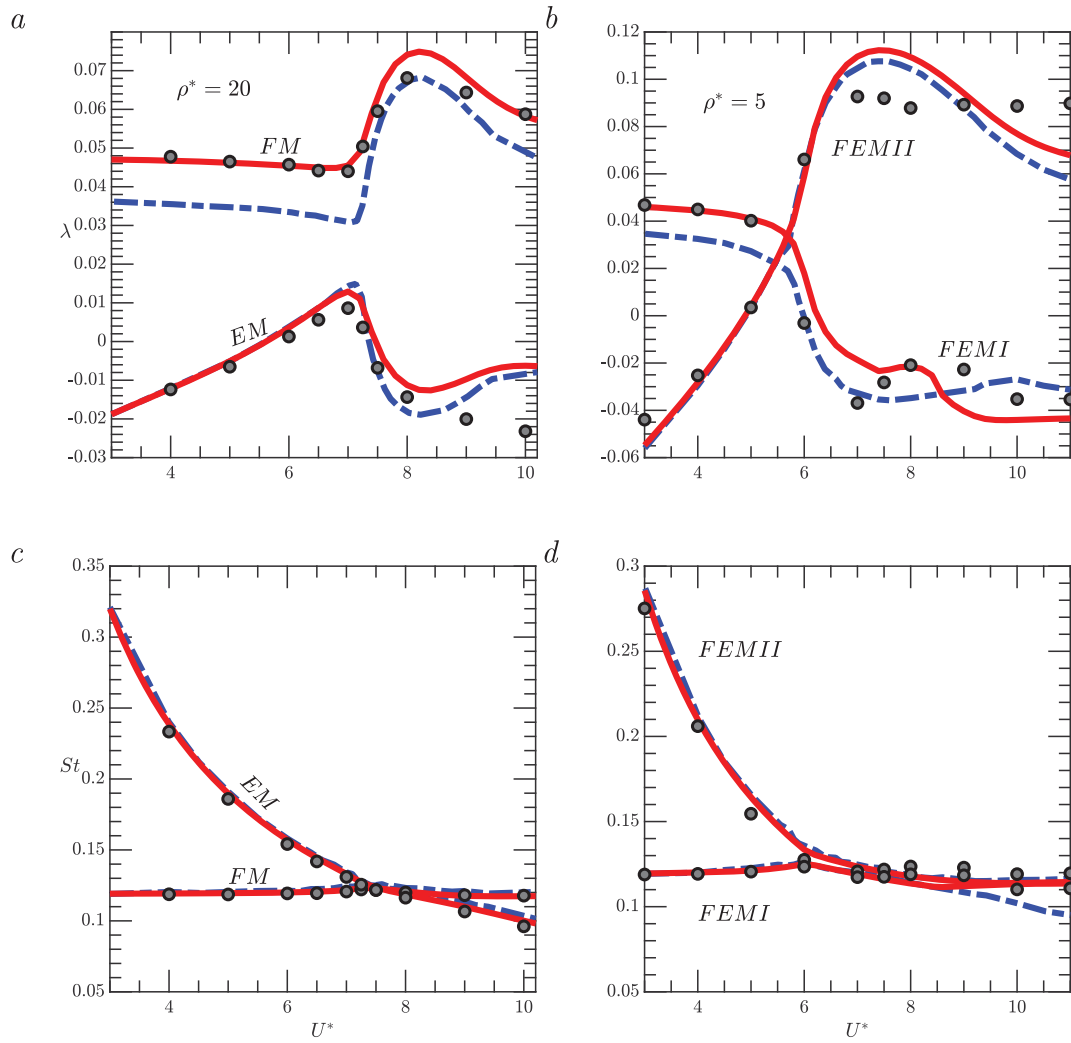 a
b
0.07
0.06
0.05
0.04
0.03
λ
0.02
0.01
0
-0.01
-0.02
-0.03
ρ* = 20
FM
EM
4
6
8
10
0.12
0.1
0.08
0.06
0.04
0.02
0
-0.02
-0.04
-0.06
ρ* = 5
FEMII
FEMI
4
6
8
10
c
d
0.35
0.3
0.25
St
0.2
0.15
0.1
0.05
EM
FM
4
6
8
10
U*
0.3
0.25
0.2
0.15
0.1
0.05
FEMII
FEMI
4
6
8
10
U*